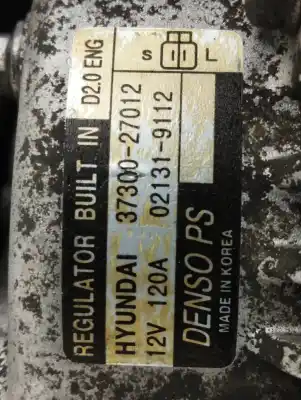 REGULATOR BUILT IN D2.0 ENG
HYUNDAI 37300-27012
12V 120A 02131-9112
S L
DENSO PS
MADE IN KOREA